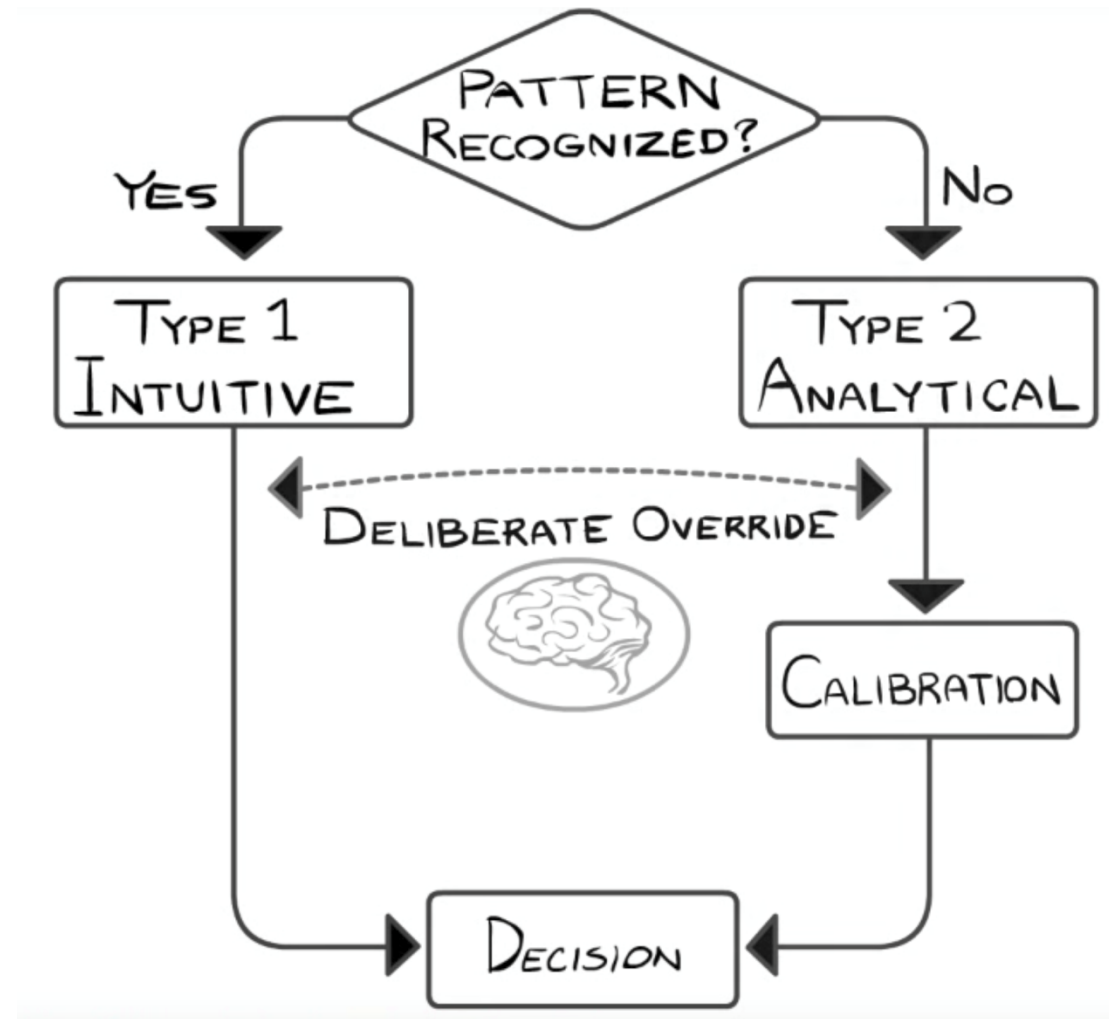 PATTERN
RECOGNIZED?
YES
NO
TYPE 1
INTUITIVE
TYPE 2
ANALYTICAL
DELIBERATE OVERRIDE
CALIBRATION
DECISION